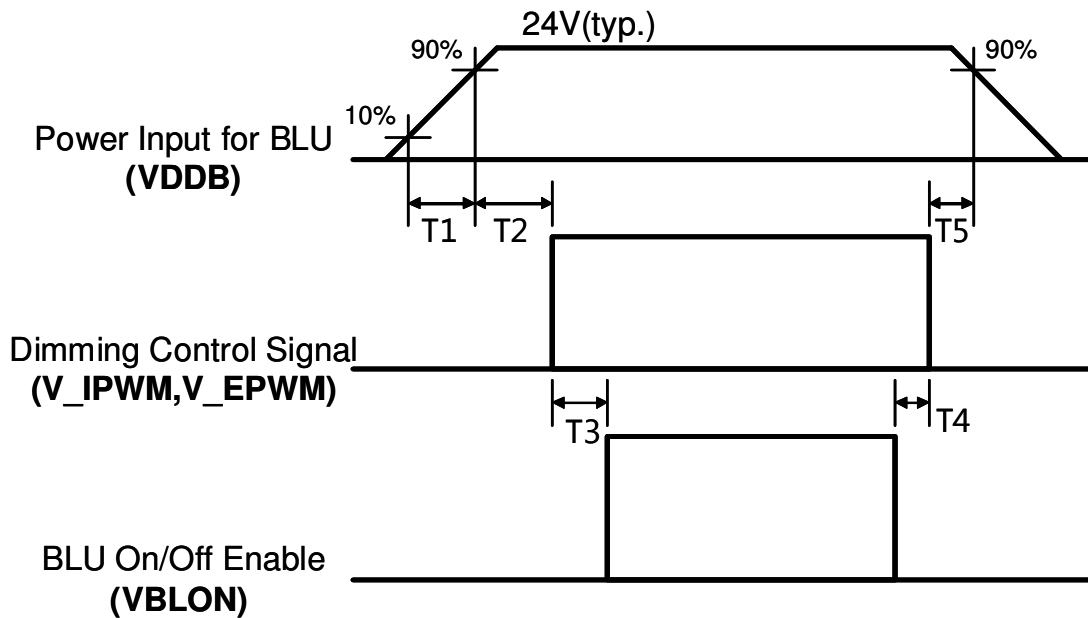 24V(typ.)
90%
90%
10%
Power Input for BLU
(VDDB)
T1
T2
T5
Dimming Control Signal
(V_IPWM,V_EPWM)
T3
T4
BLU On/Off Enable
(VBLON)